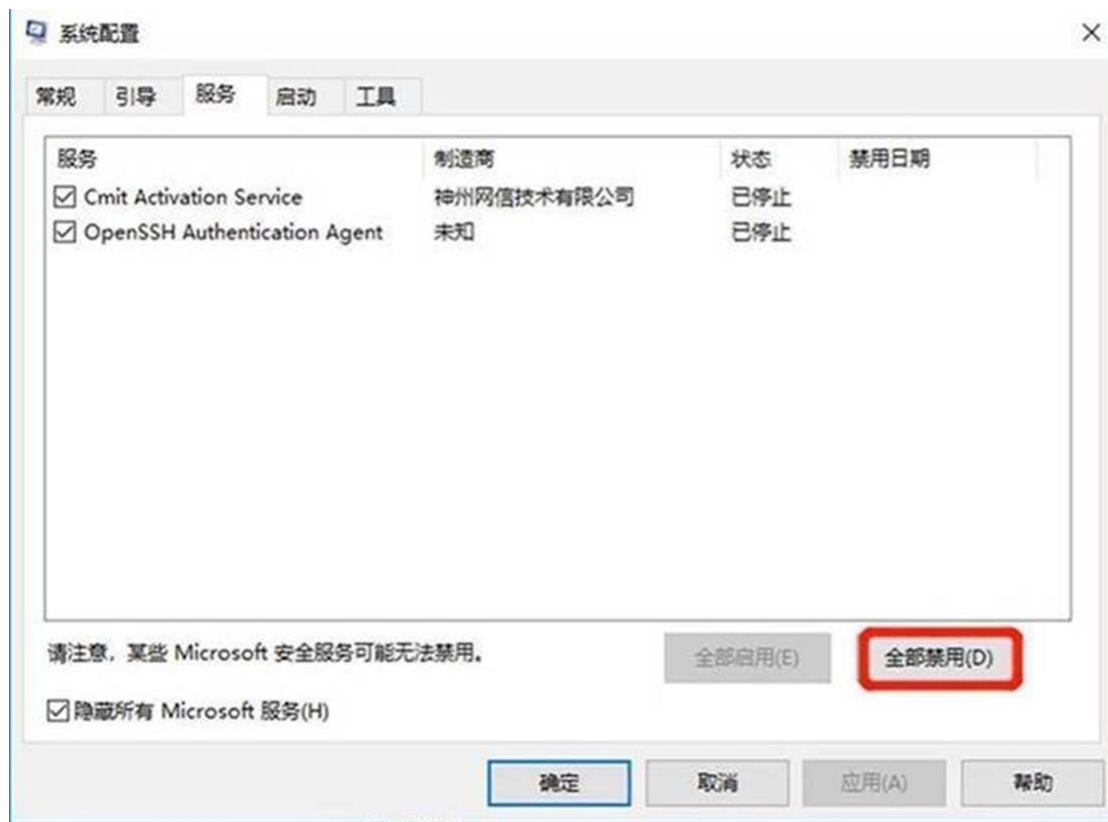 系统配置
常规 引导 服务 启动 工具
服务 制造商 状态 禁用日期
Cmit Activation Service 神州网信技术有限公司 已停止
OpenSSH Authentication Agent 未知 已停止
请注意，某些 Microsoft 安全服务可能无法禁用。
全部启用(E) 全部禁用(D)
隐藏所有 Microsoft 服务(H)
确定 取消 应用(A) 帮助